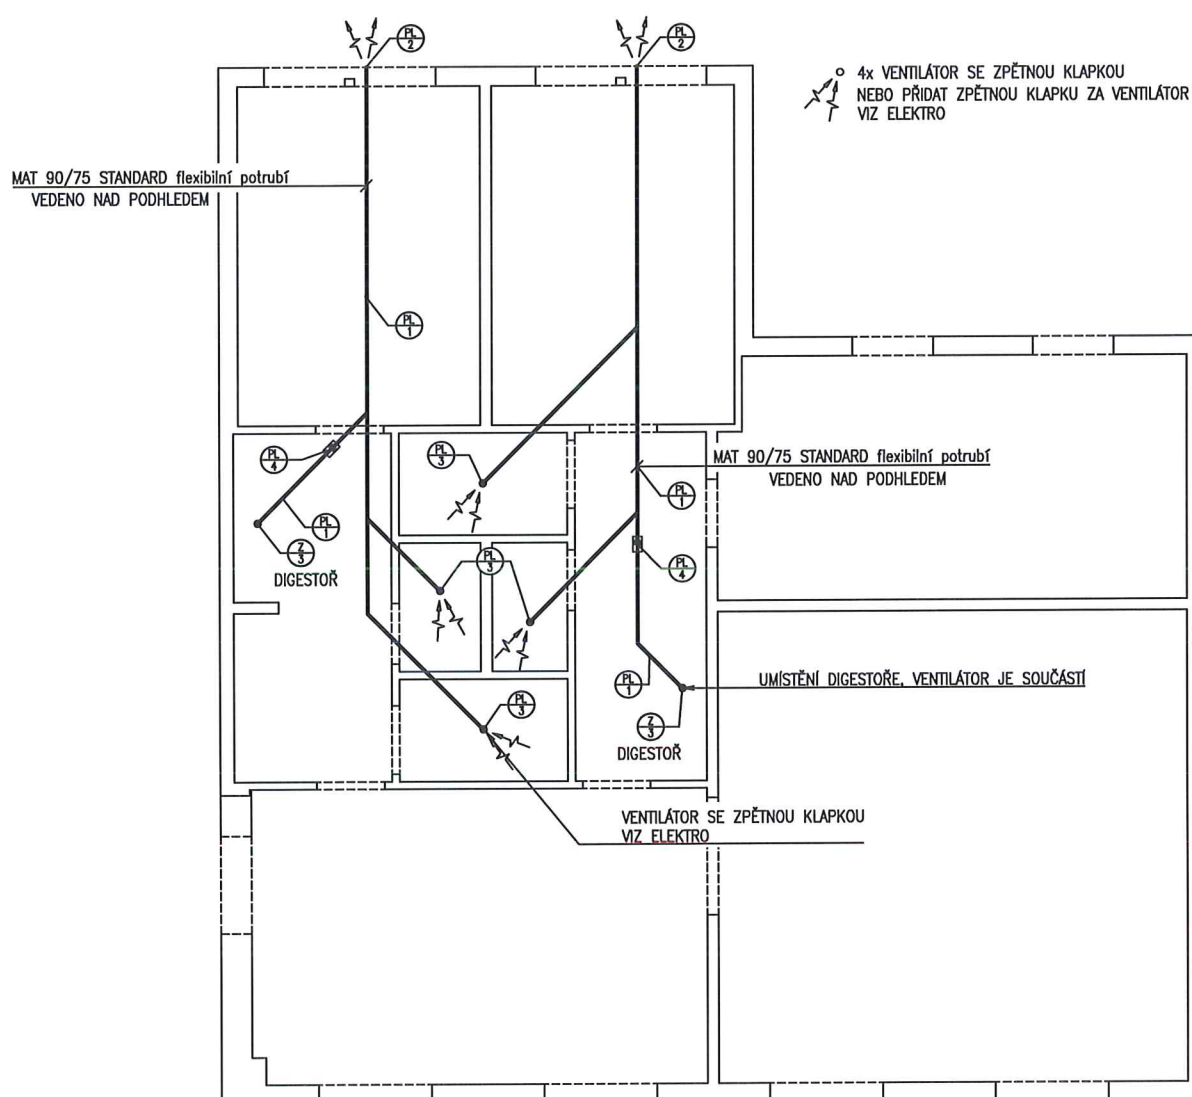 PL
2
PL
2
4x VENTILÁTOR SE ZPĚTNOU KLAPKOU
NEBO PŘIDAT ZPĚTNOU KLAPKU ZA VENTILÁTOR
VIZ ELEKTRO
MAT 90/75 STANDARD flexibilní potrubí
VEDENO NAD PODHLEDEM
PL
1
PL
4
PL
3
MAT 90/75 STANDARD flexibilní potrubí
VEDENO NAD PODHLEDEM
PL
1
PL
1
Z
3
DIGESTOŘ
PL
3
PL
4
PL
1
UMÍSTĚNÍ DIGESTOŘE, VENTILÁTOR JE SOUČÁSTÍ
PL
3
Z
3
DIGESTOŘ
VENTILÁTOR SE ZPĚTNOU KLAPKOU
VIZ ELEKTRO